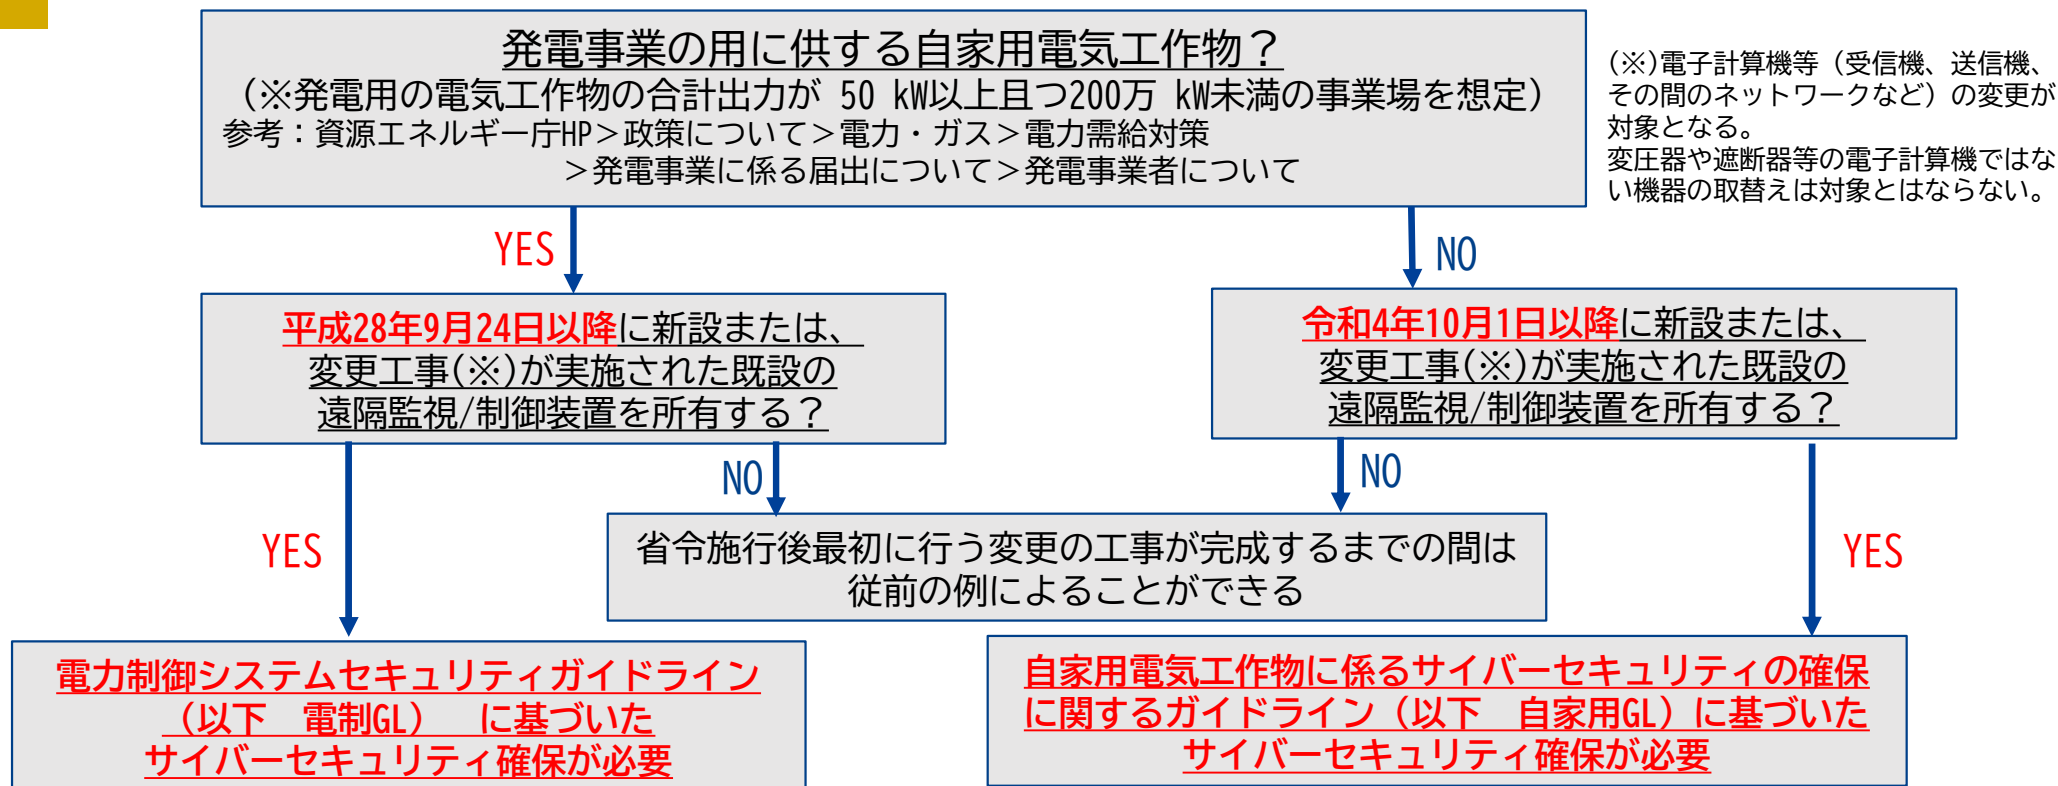 発電事業の用に供する自家用電気工作物？
（※発電用の電気工作物の合計出力が 50 kW以上且つ200万 kW未満の事業場を想定）
参考：資源エネルギー庁HP＞政策について＞電力・ガス＞電力需給対策
＞発電事業に係る届出について＞発電事業者について
(※)電子計算機等（受信機、送信機、
その間のネットワークなど）の変更が
対象となる。
変圧器や遮断器等の電子計算機ではな
い機器の取替えは対象とはならない。
YES
NO
平成28年9月24日以降に新設または、
変更工事(※)が実施された既設の
遠隔監視/制御装置を所有する？
令和4年10月1日以降に新設または、
変更工事(※)が実施された既設の
遠隔監視/制御装置を所有する？
NO
NO
YES
YES
省令施行後最初に行う変更の工事が完成するまでの間は
従前の例によることができる
電力制御システムセキュリティガイドライン
（以下　電制GL）　に基づいた
サイバーセキュリティ確保が必要
自家用電気工作物に係るサイバーセキュリティの確保
に関するガイドライン（以下　自家用GL）に基づいた
サイバーセキュリティ確保が必要